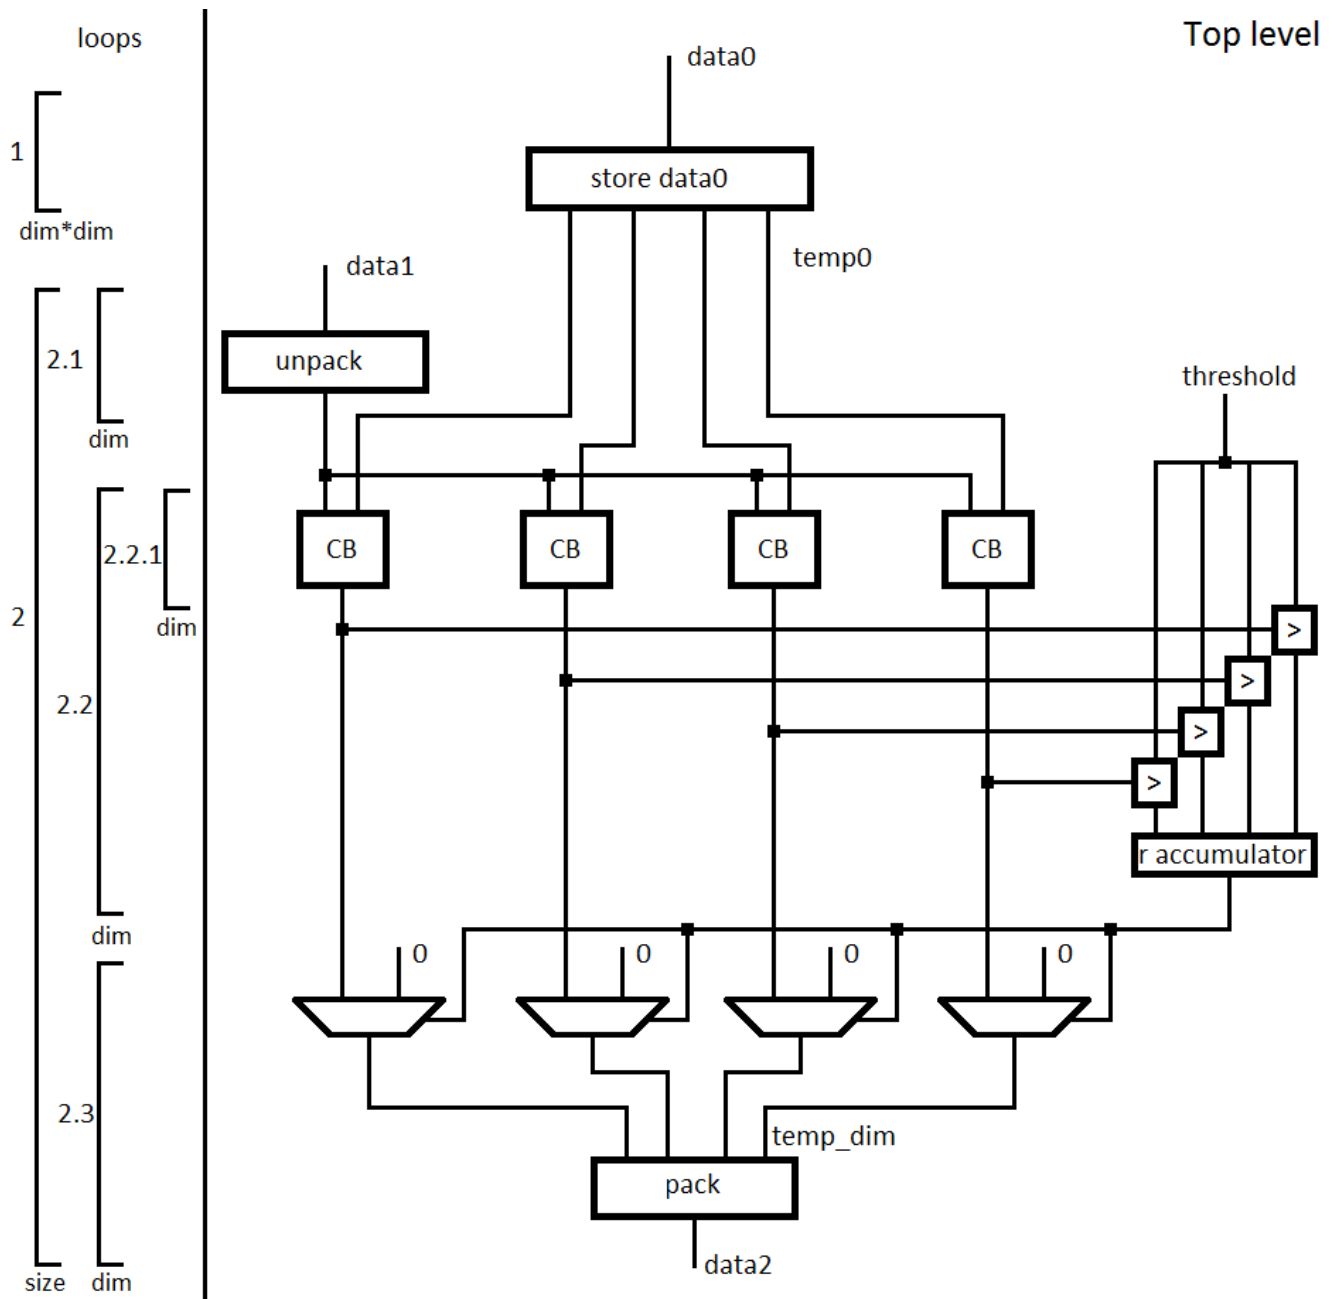 loops
Top level
data0
1
store data0
dim*dim
temp0
data1
2.1
unpack
threshold
dim
2.2.1
CB
CB
CB
CB
2
dim
>
>
>
>
2.2
r accumulator
dim
0
0
0
0
2.3
temp_dim
pack
data2
size
dim